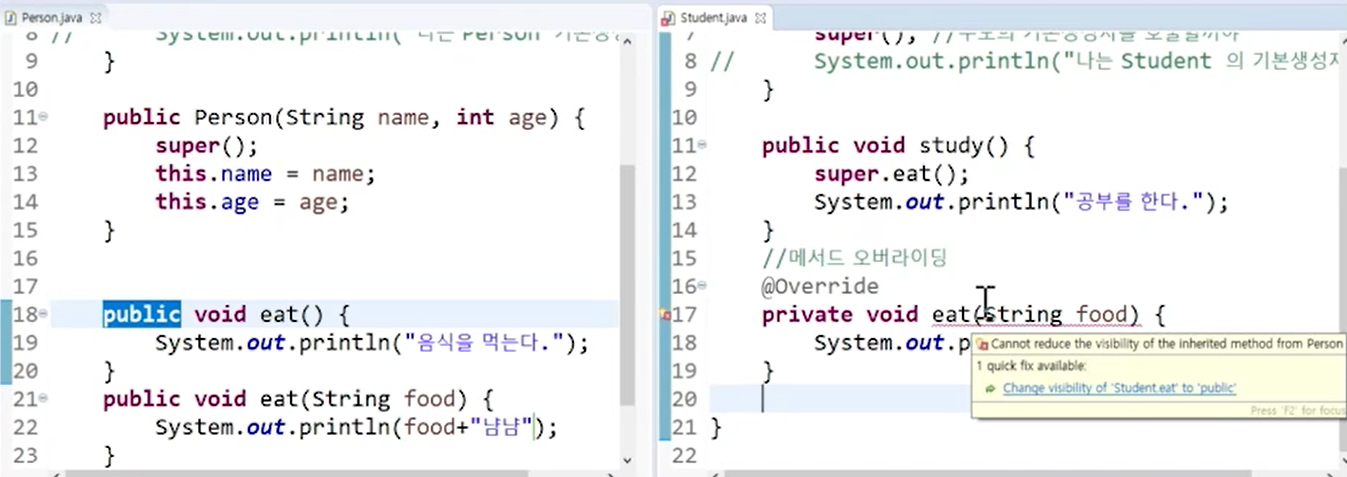 Person.java
8 // System.out.println("나는 Person 기본생성
9 }
10
11 public Person(String name, int age) {
12 super();
13 this.name = name;
14 this.age = age;
15 }
16
17
18 public void eat() {
19 System.out.println("음식을 먹는다.");
20 }
21 public void eat(String food) {
22 System.out.println(food+"냠냠");
23 }
Student.java
7 super(); //부모의 기본생성자를 호출할꺼야
8 // System.out.println("나는 Student 의 기본생성자
9 }
10
11 public void study() {
12 super.eat();
13 System.out.println("공부를 한다.");
14 }
15 //메서드 오버라이딩
16 @Override
17 private void eat(String food) {
18 System.out.p
19 }
20
21 }
22
Cannot reduce the visibility of the inherited method from Person
1 quick fix available:
Change visibility of 'Student.eat' to 'public'
Press 'F2' for focus